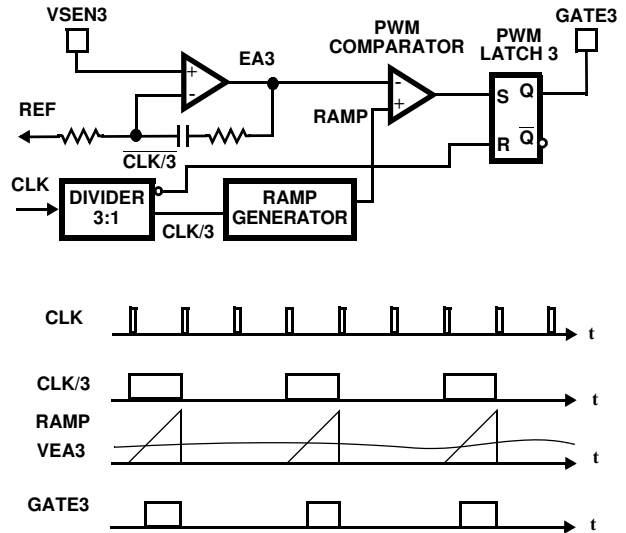 VSEN3
GATE3
PWM
COMPARATOR
PWM
LATCH 3
EA3
+
-
-
+
S Q
R Q
REF
RAMP
CLK/3
CLK
DIVIDER
3:1
RAMP
GENERATOR
CLK/3
CLK
t
CLK/3
t
RAMP
VEA3
t
GATE3
t